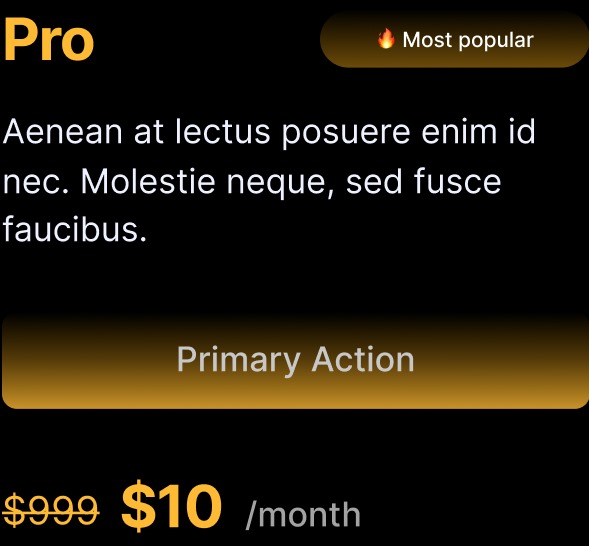 Pro
🔥 Most popular
Aenean at lectus posuere enim id
nec. Molestie neque, sed fusce
faucibus.
Primary Action
$999 $10 /month